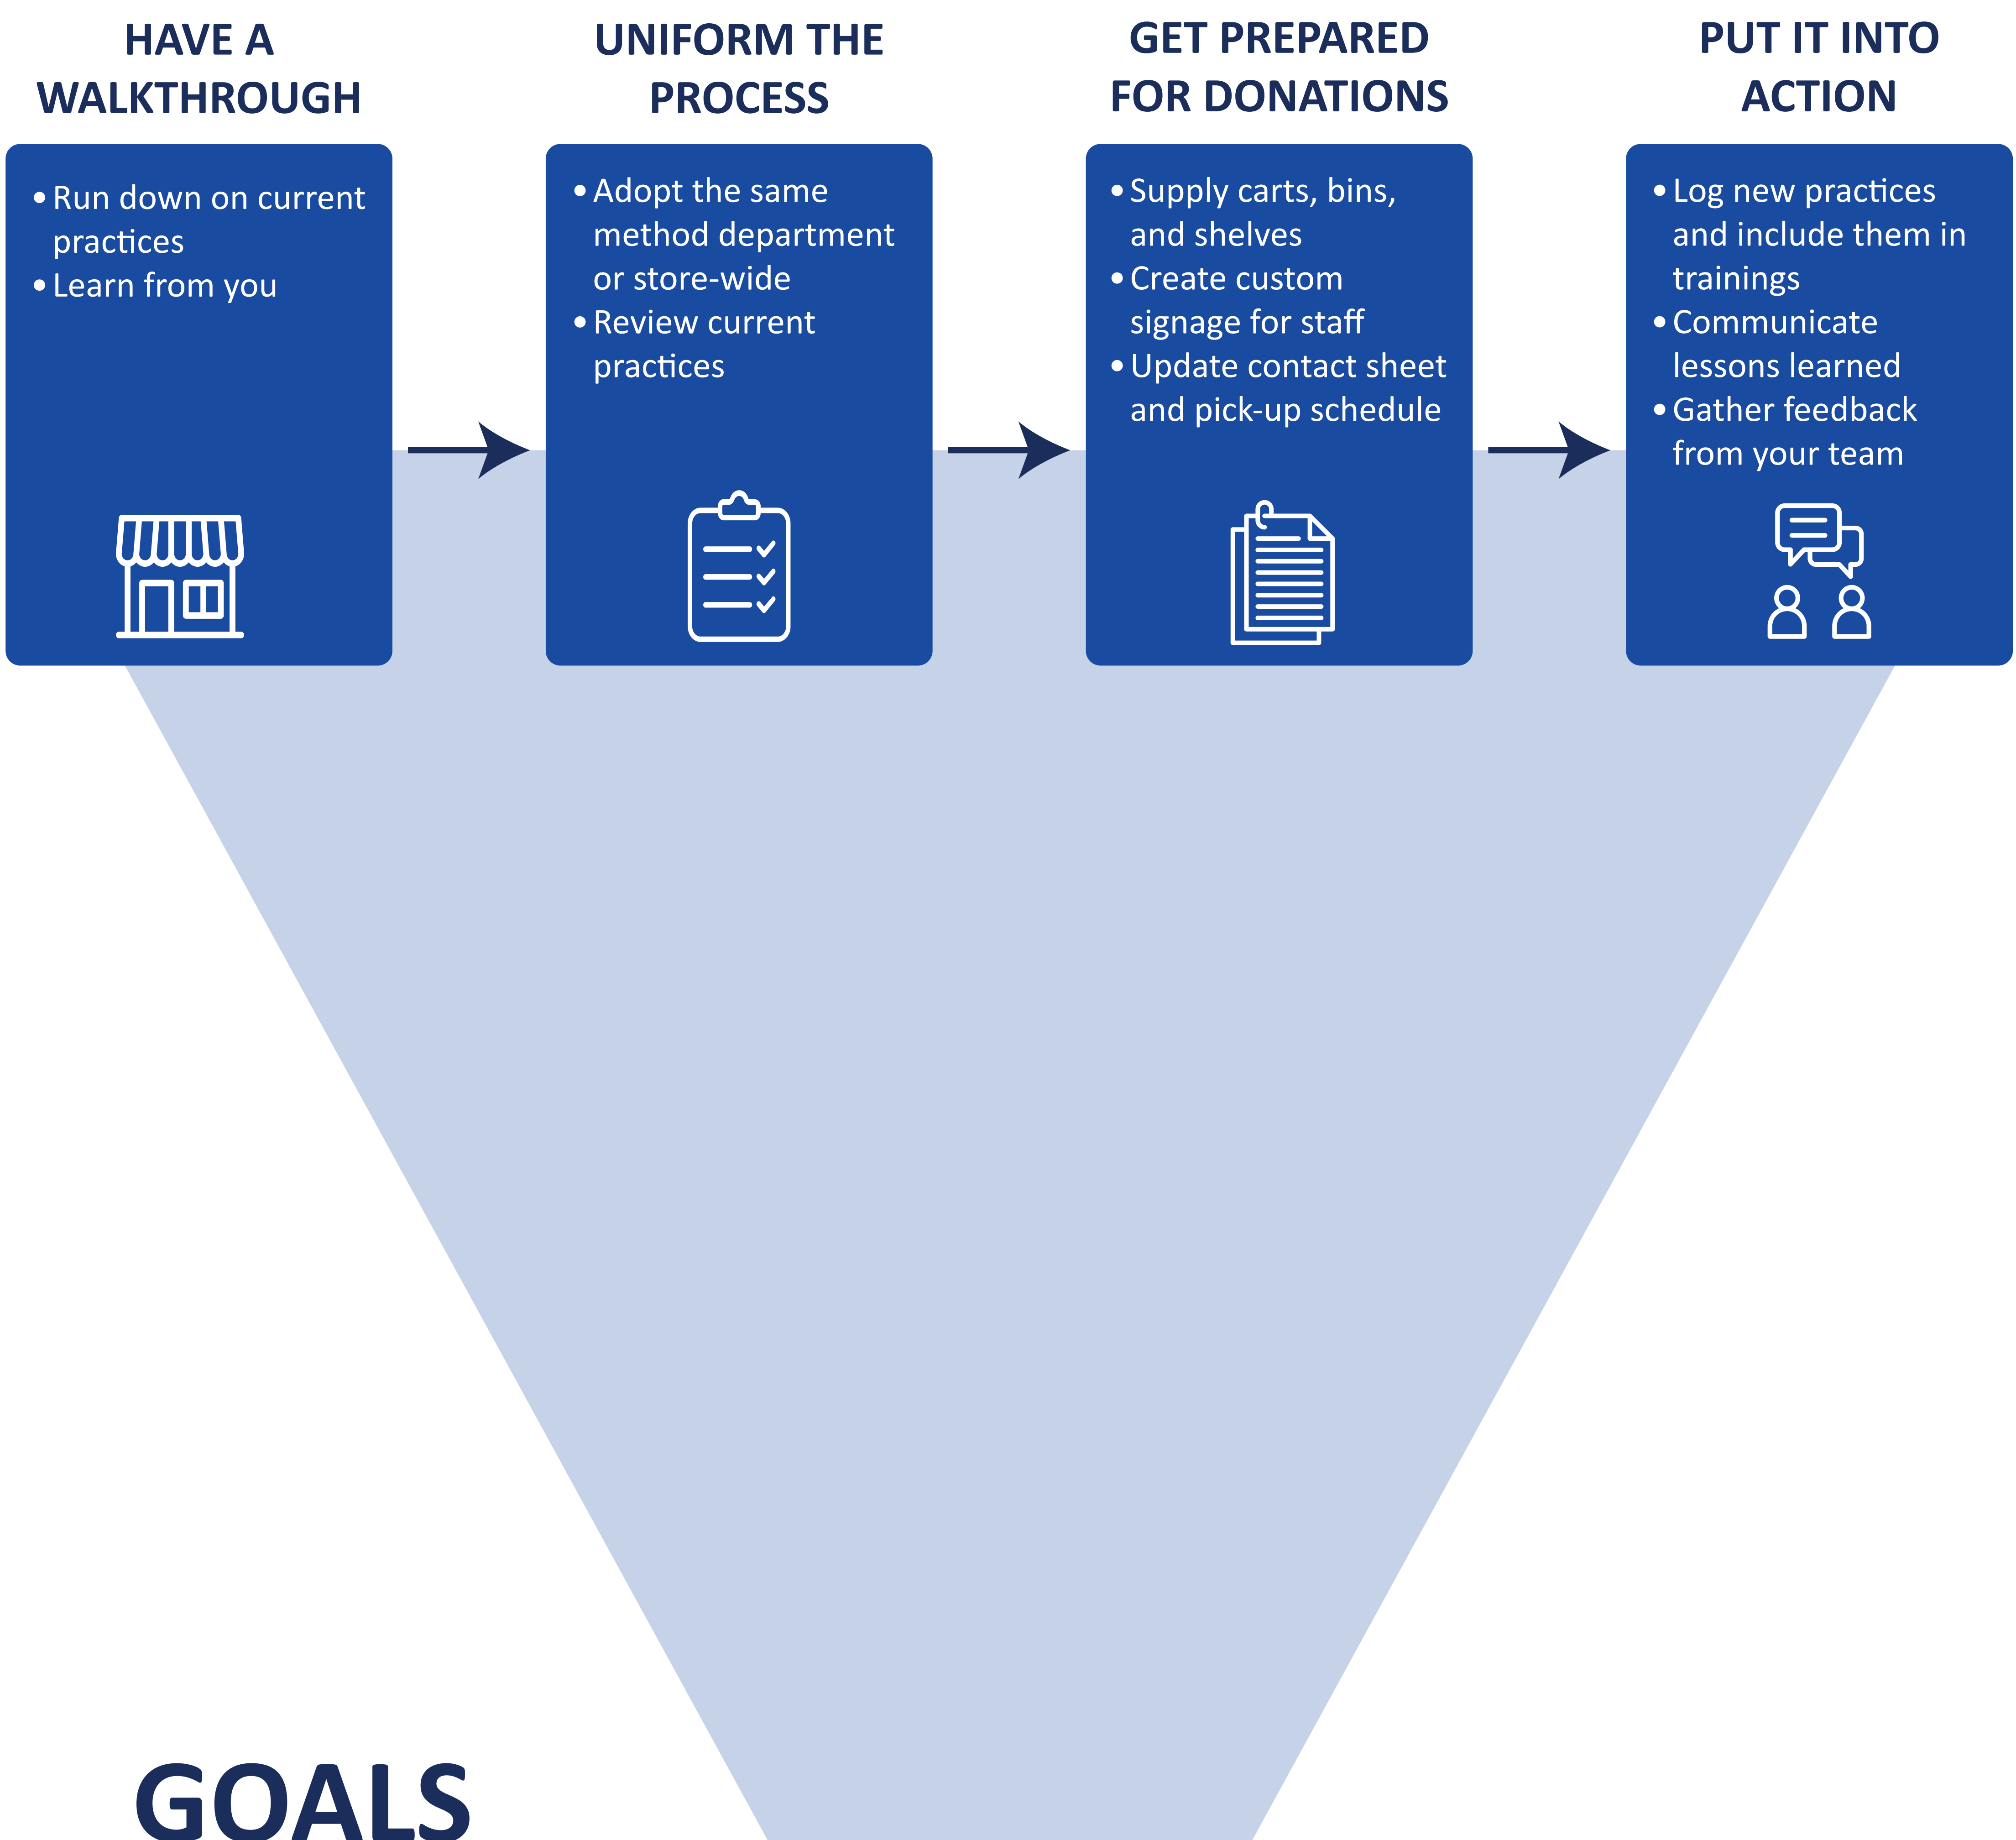 HAVE A
WALKTHROUGH
• Run down on current
practices
• Learn from you
UNIFORM THE
PROCESS
• Adopt the same
method department
or store-wide
• Review current
practices
GET PREPARED
FOR DONATIONS
• Supply carts, bins,
and shelves
• Create custom
signage for staff
• Update contact sheet
and pick-up schedule
PUT IT INTO
ACTION
• Log new practices
and include them in
trainings
• Communicate
lessons learned
• Gather feedback
from your team
GOALS